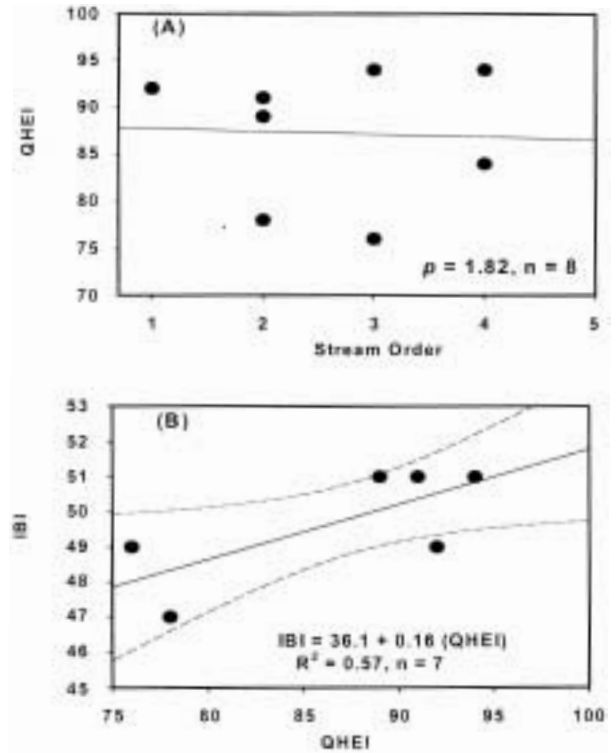 (A)
100
95
90
85
80
75
70
QHEI
p = 1.82, n = 8
1 2 3 4 5
Stream Order
(B)
53
52
51
50
49
48
47
46
45
IBI
IBI = 36.1 + 0.16 (QHEI)
R² = 0.57, n = 7
75 80 85 90 95 100
QHEI